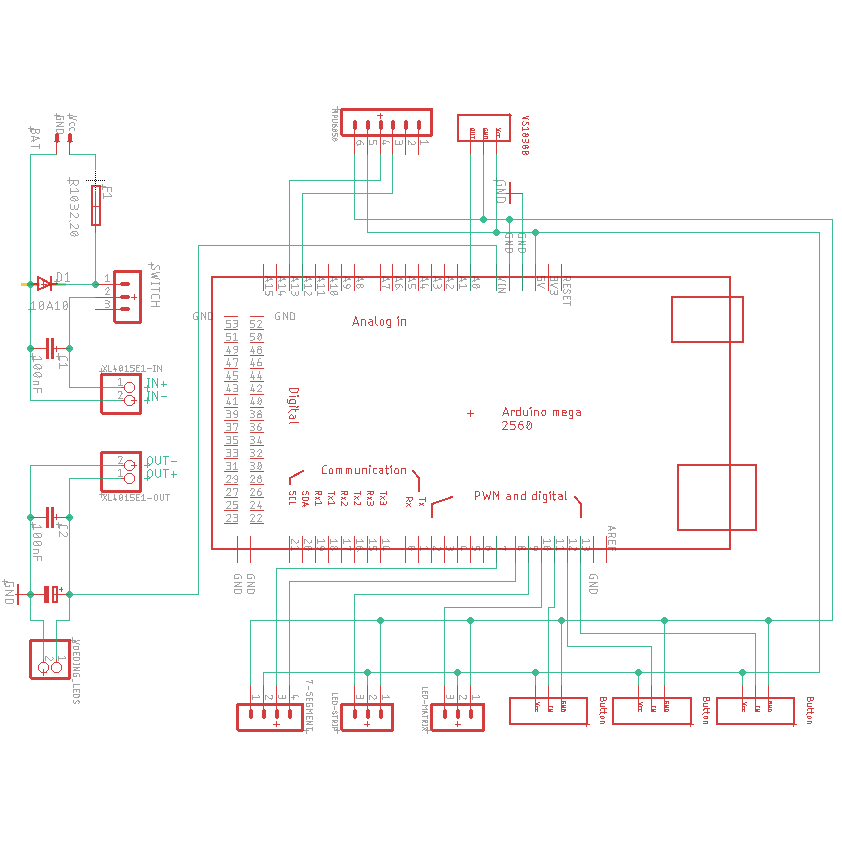 BAT
GND
Vcc
F1
R1032.20
D1
10A10
SWITCH
1
2
3
C1
100nF
XL4015E1-IN
1 IN+
2 IN-
2 OUT-
1 OUT+
XL4015E1-OUT
C2
100nF
GND
VOEDING_LEDS
2 1
MPU6050
6 5 4 3 2 1
VS1838B
OUT GND Vcc
GND
GND GND
A15 A14 A13 A12 A11 A10 A9 A8 A7 A6 A5 A4 A3 A2 A1 A0 VIN 5V 3V3 RESET
Analog in
GND GND
53 52
51 50
49 48
47 46
45 44
43 42
41 40
39 38
37 36
35 34
33 32
31 30
29 28
27 26
25 24
23 22
Digital
Arduino mega
2560
Communication
PWM and digital
SCL SDA Rx1 Tx1 Rx2 Tx2 Rx3 Tx3 Rx Tx
21 20 19 18 17 16 15 14 0 1 2 3 4 5 6 7 8 9 10 11 12 13
AREF
GND GND GND
1 2 3 4
7-SEGMENT
LED-STRIP
3 2 1
LED-MATRIX
3 2 1
Vcc IN GND
Button
Vcc IN GND
Button
Vcc IN GND
Button